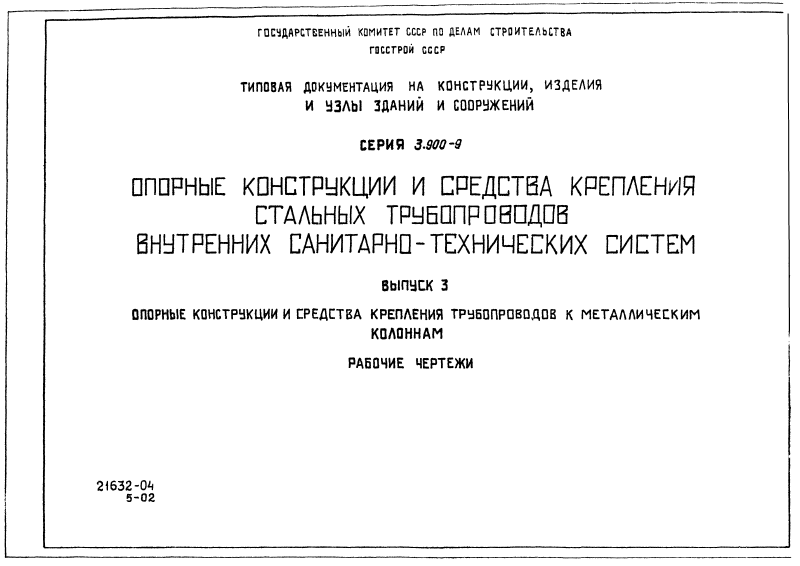 ГОСУДАРСТВЕННЫЙ КОМИТЕТ СССР ПО ДЕЛАМ СТРОИТЕЛЬСТВА
ГОССТРОЙ СССР
ТИПОВАЯ ДОКУМЕНТАЦИЯ НА КОНСТРУКЦИИ, ИЗДЕЛИЯ
И УЗЛЫ ЗДАНИЙ И СООРУЖЕНИЙ
СЕРИЯ 3.900-9
ОПОРНЫЕ КОНСТРУКЦИИ И СРЕДСТВА КРЕПЛЕНИЯ
СТАЛЬНЫХ ТРУБОПРОВОДОВ
ВНУТРЕННИХ САНИТАРНО-ТЕХНИЧЕСКИХ СИСТЕМ
ВЫПУСК 3
ОПОРНЫЕ КОНСТРУКЦИИ И СРЕДСТВА КРЕПЛЕНИЯ ТРУБОПРОВОДОВ К МЕТАЛЛИЧЕСКИМ
КОЛОННАМ
РАБОЧИЕ ЧЕРТЕЖИ
21632-04
5-02